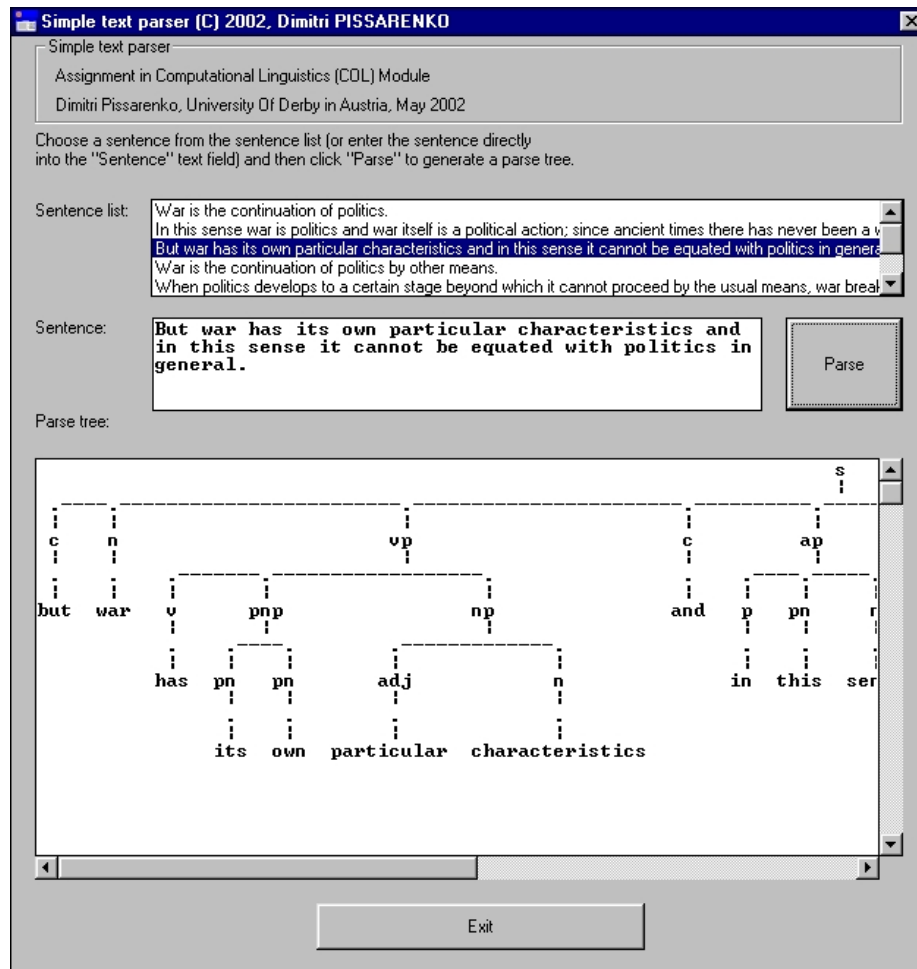 Simple text parser (C) 2002, Dimitri PISSARENKO
Simple text parser
Assignment in Computational Linguistics (COL) Module
Dimitri Pissarenko, University Of Derby in Austria, May 2002
Choose a sentence from the sentence list (or enter the sentence directly
into the "Sentence" text field) and then click "Parse" to generate a parse tree.
Sentence list:
War is the continuation of politics.
In this sense war is politics and war itself is a political action; since ancient times there has never been a
But war has its own particular characteristics and in this sense it cannot be equated with politics in genera
War is the continuation of politics by other means.
When politics develops to a certain stage beyond which it cannot proceed by the usual means, war brea
Sentence:
But war has its own particular characteristics and
in this sense it cannot be equated with politics in
general.
Parse
Parse tree:
s
c n vp c ap
but war v pnp np and p pn
has pn pn adj n in this sen
its own particular characteristics
Exit